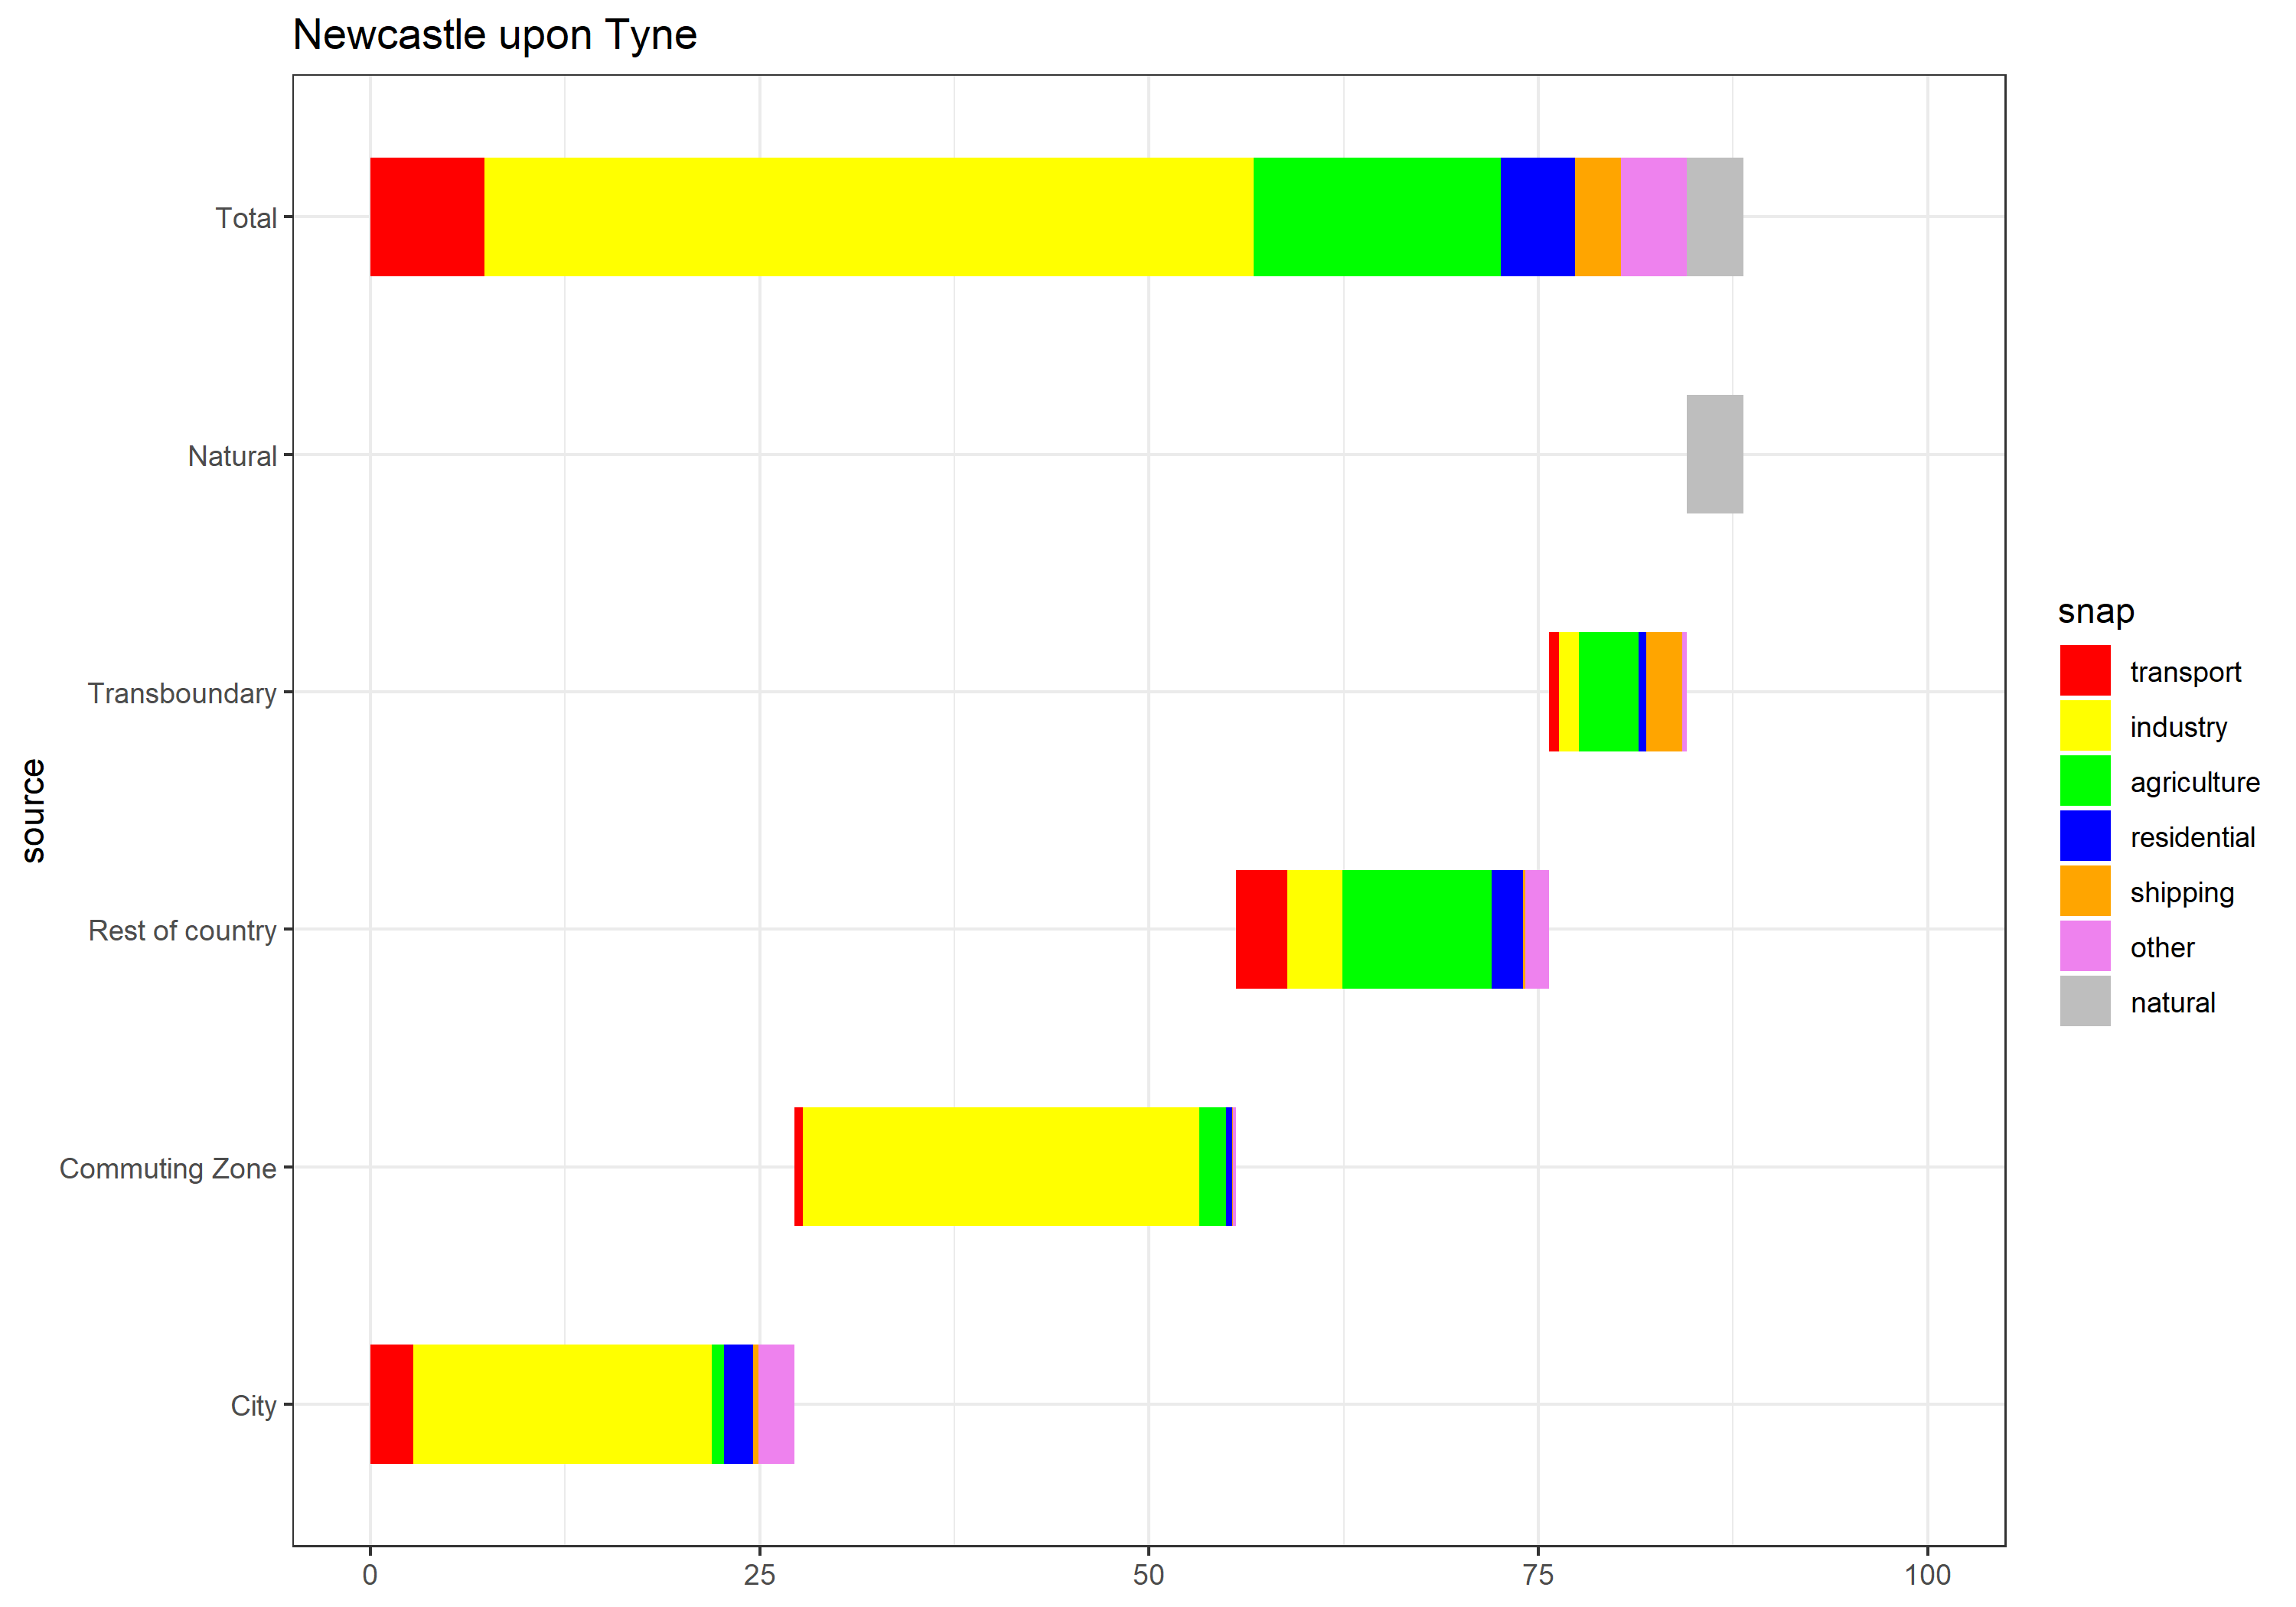 Newcastle upon Tyne
Total
Natural
Transboundary
Rest of country
Commuting Zone
City
source
0 25 50 75 100
snap
transport
industry
agriculture
residential
shipping
other
natural